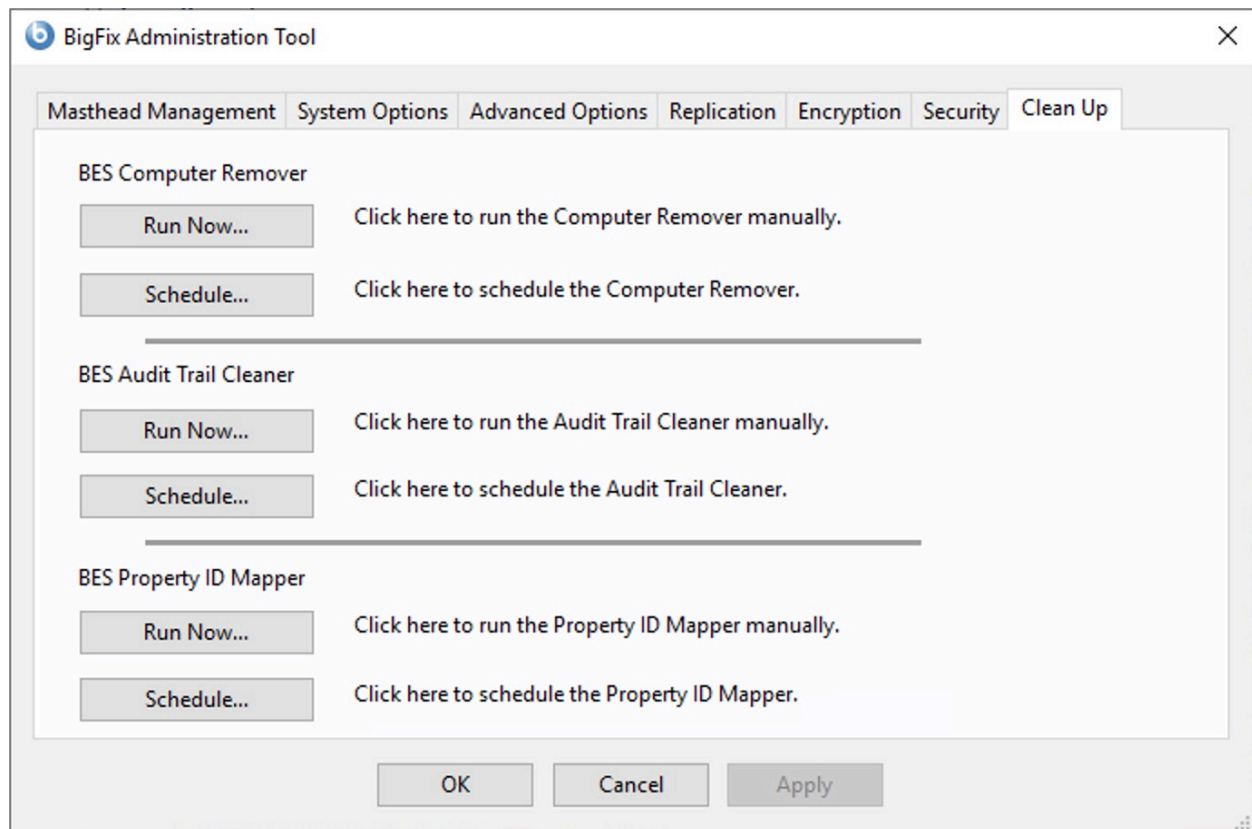 BigFix Administration Tool
Masthead Management System Options Advanced Options Replication Encryption Security Clean Up
BES Computer Remover
Run Now... Click here to run the Computer Remover manually.
Schedule... Click here to schedule the Computer Remover.
BES Audit Trail Cleaner
Run Now... Click here to run the Audit Trail Cleaner manually.
Schedule... Click here to schedule the Audit Trail Cleaner.
BES Property ID Mapper
Run Now... Click here to run the Property ID Mapper manually.
Schedule... Click here to schedule the Property ID Mapper.
OK Cancel Apply